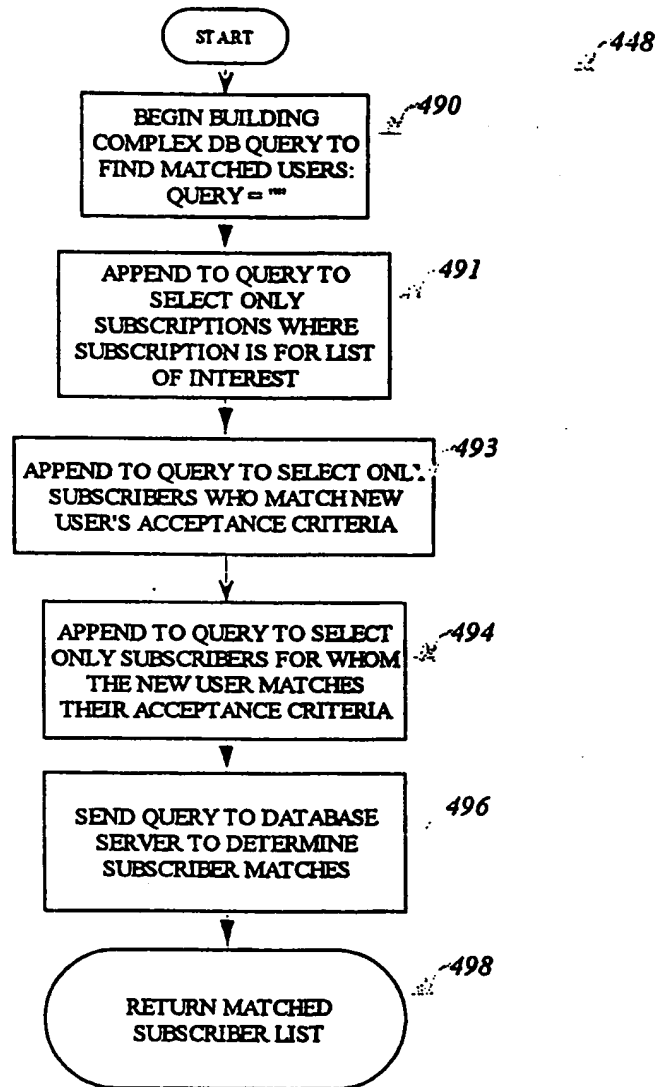 START
448
BEGIN BUILDING
COMPLEX DB QUERY TO
FIND MATCHED USERS:
QUERY = ""
490
APPEND TO QUERY TO
SELECT ONLY
SUBSCRIPTIONS WHERE
SUBSCRIPTION IS FOR LIST
OF INTEREST
491
APPEND TO QUERY TO SELECT ONLY
SUBSCRIBERS WHO MATCH NEW
USER'S ACCEPTANCE CRITERIA
493
APPEND TO QUERY TO SELECT
ONLY SUBSCRIBERS FOR WHOM
THE NEW USER MATCHES
THEIR ACCEPTANCE CRITERIA
494
SEND QUERY TO DATABASE
SERVER TO DETERMINE
SUBSCRIBER MATCHES
496
RETURN MATCHED
SUBSCRIBER LIST
498